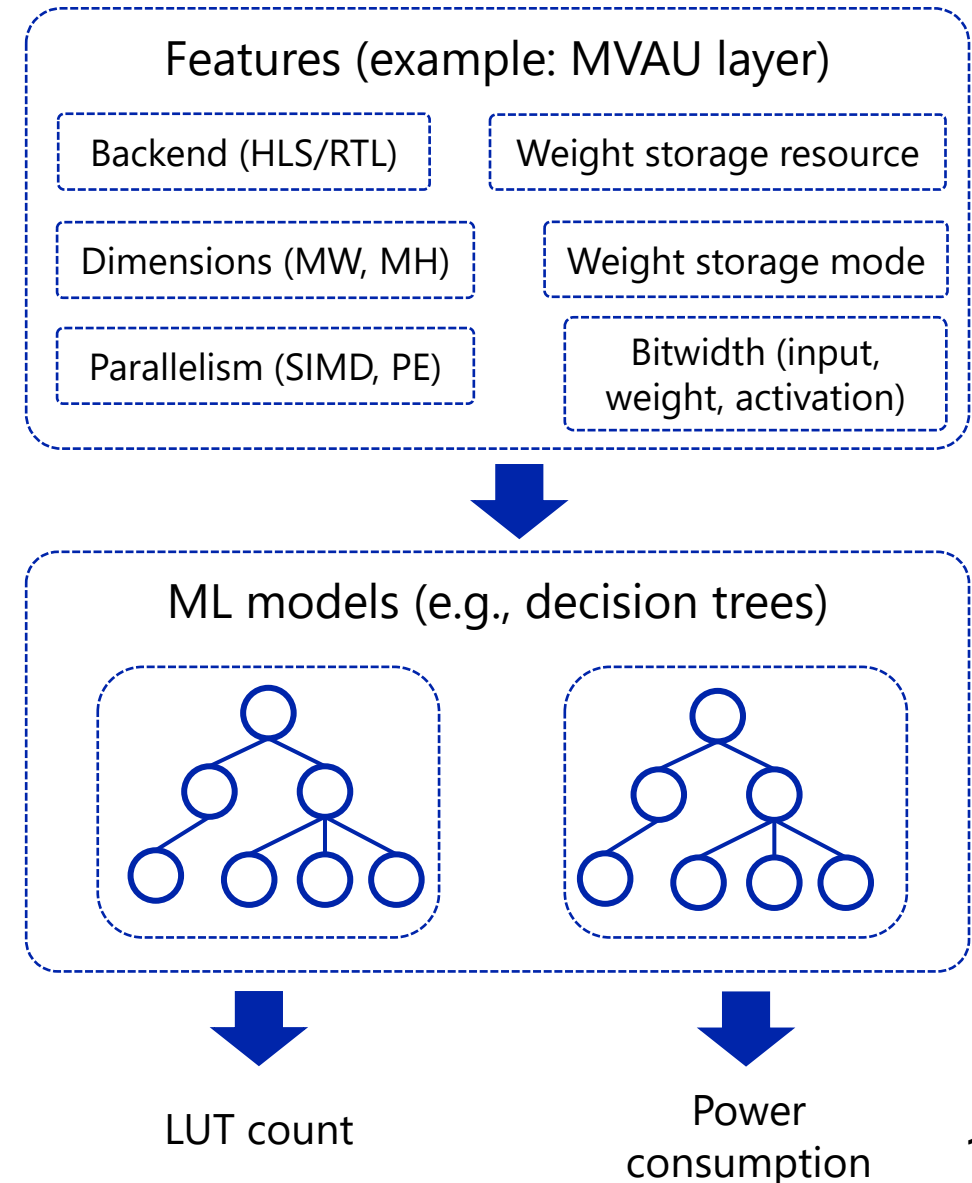 Features (example: MVAU layer)
Backend (HLS/RTL)
Weight storage resource
Dimensions (MW, MH)
Weight storage mode
Parallelism (SIMD, PE)
Bitwidth (input,
weight, activation)
ML models (e.g., decision trees)
LUT count
Power
consumption